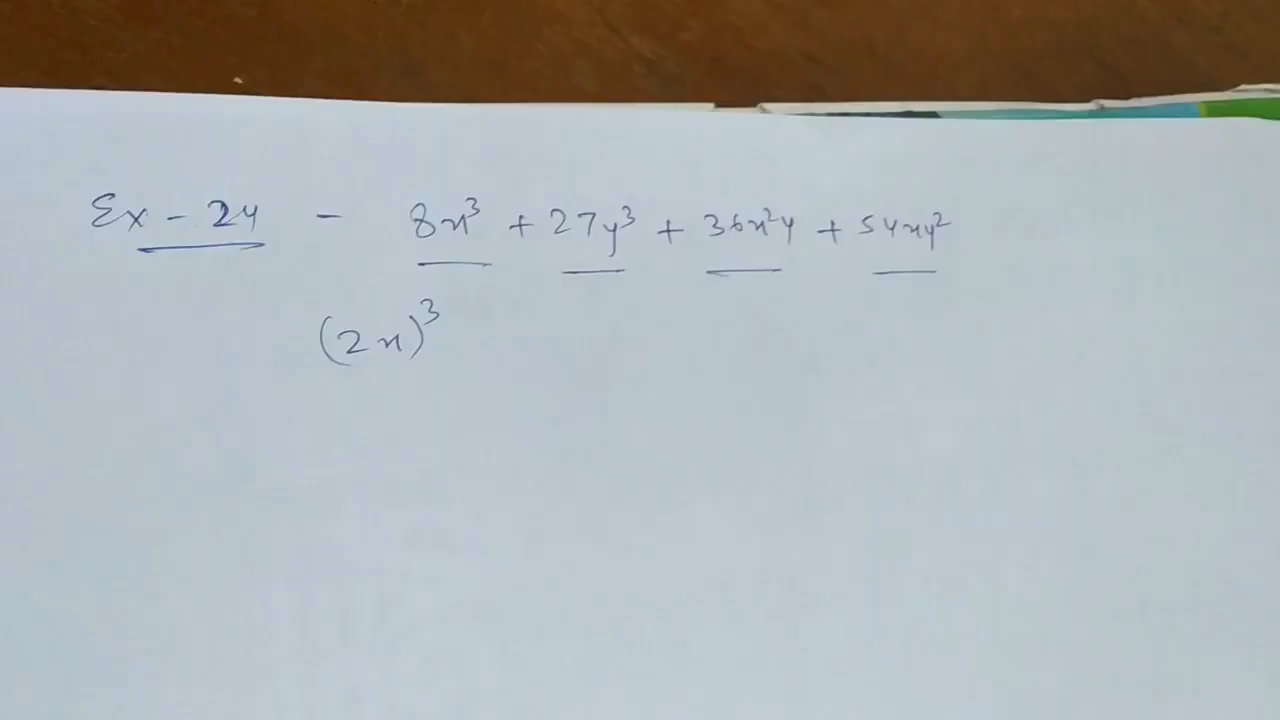 Ex - 24 - 8x³ + 27y³ + 36x²y + 54xy²
(2x)³